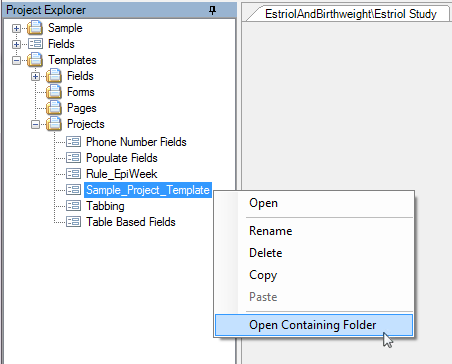 Project Explorer
EstriolAndBirthweight\Estriol Study
Sample
Fields
Templates
Fields
Forms
Pages
Projects
Phone Number Fields
Populate Fields
Rule_EpiWeek
Sample_Project_Template
Tabbing
Table Based Fields
Open
Rename
Delete
Copy
Paste
Open Containing Folder